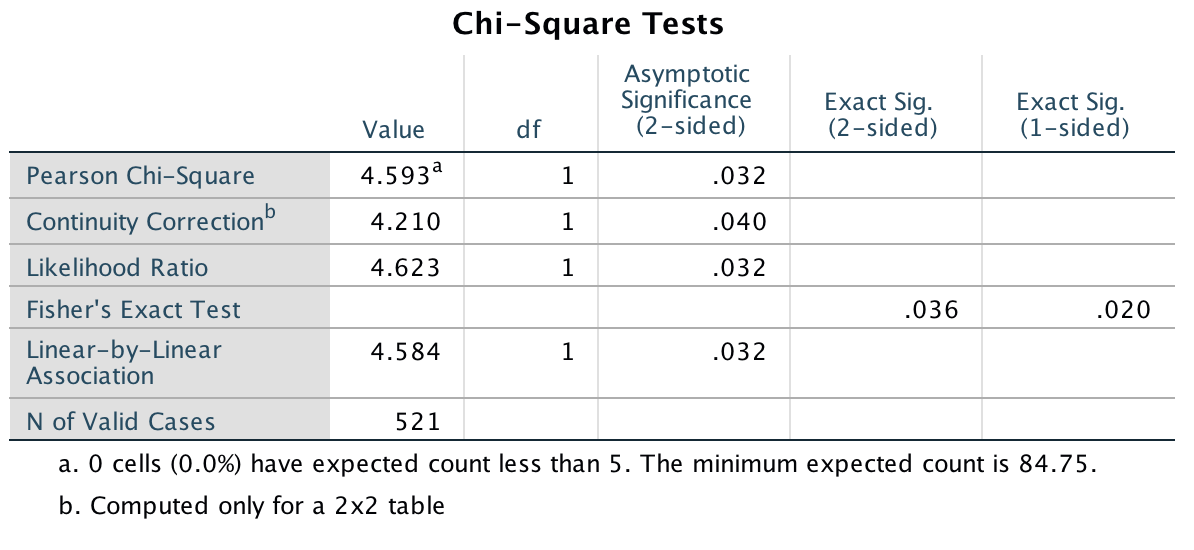 Chi-Square Tests
Value df Asymptotic Significance (2-sided) Exact Sig. (2-sided) Exact Sig. (1-sided)
Pearson Chi-Square 4.593a 1 .032
Continuity Correctionb 4.210 1 .040
Likelihood Ratio 4.623 1 .032
Fisher's Exact Test .036 .020
Linear-by-Linear Association 4.584 1 .032
N of Valid Cases 521
a. 0 cells (0.0%) have expected count less than 5. The minimum expected count is 84.75.
b. Computed only for a 2x2 table